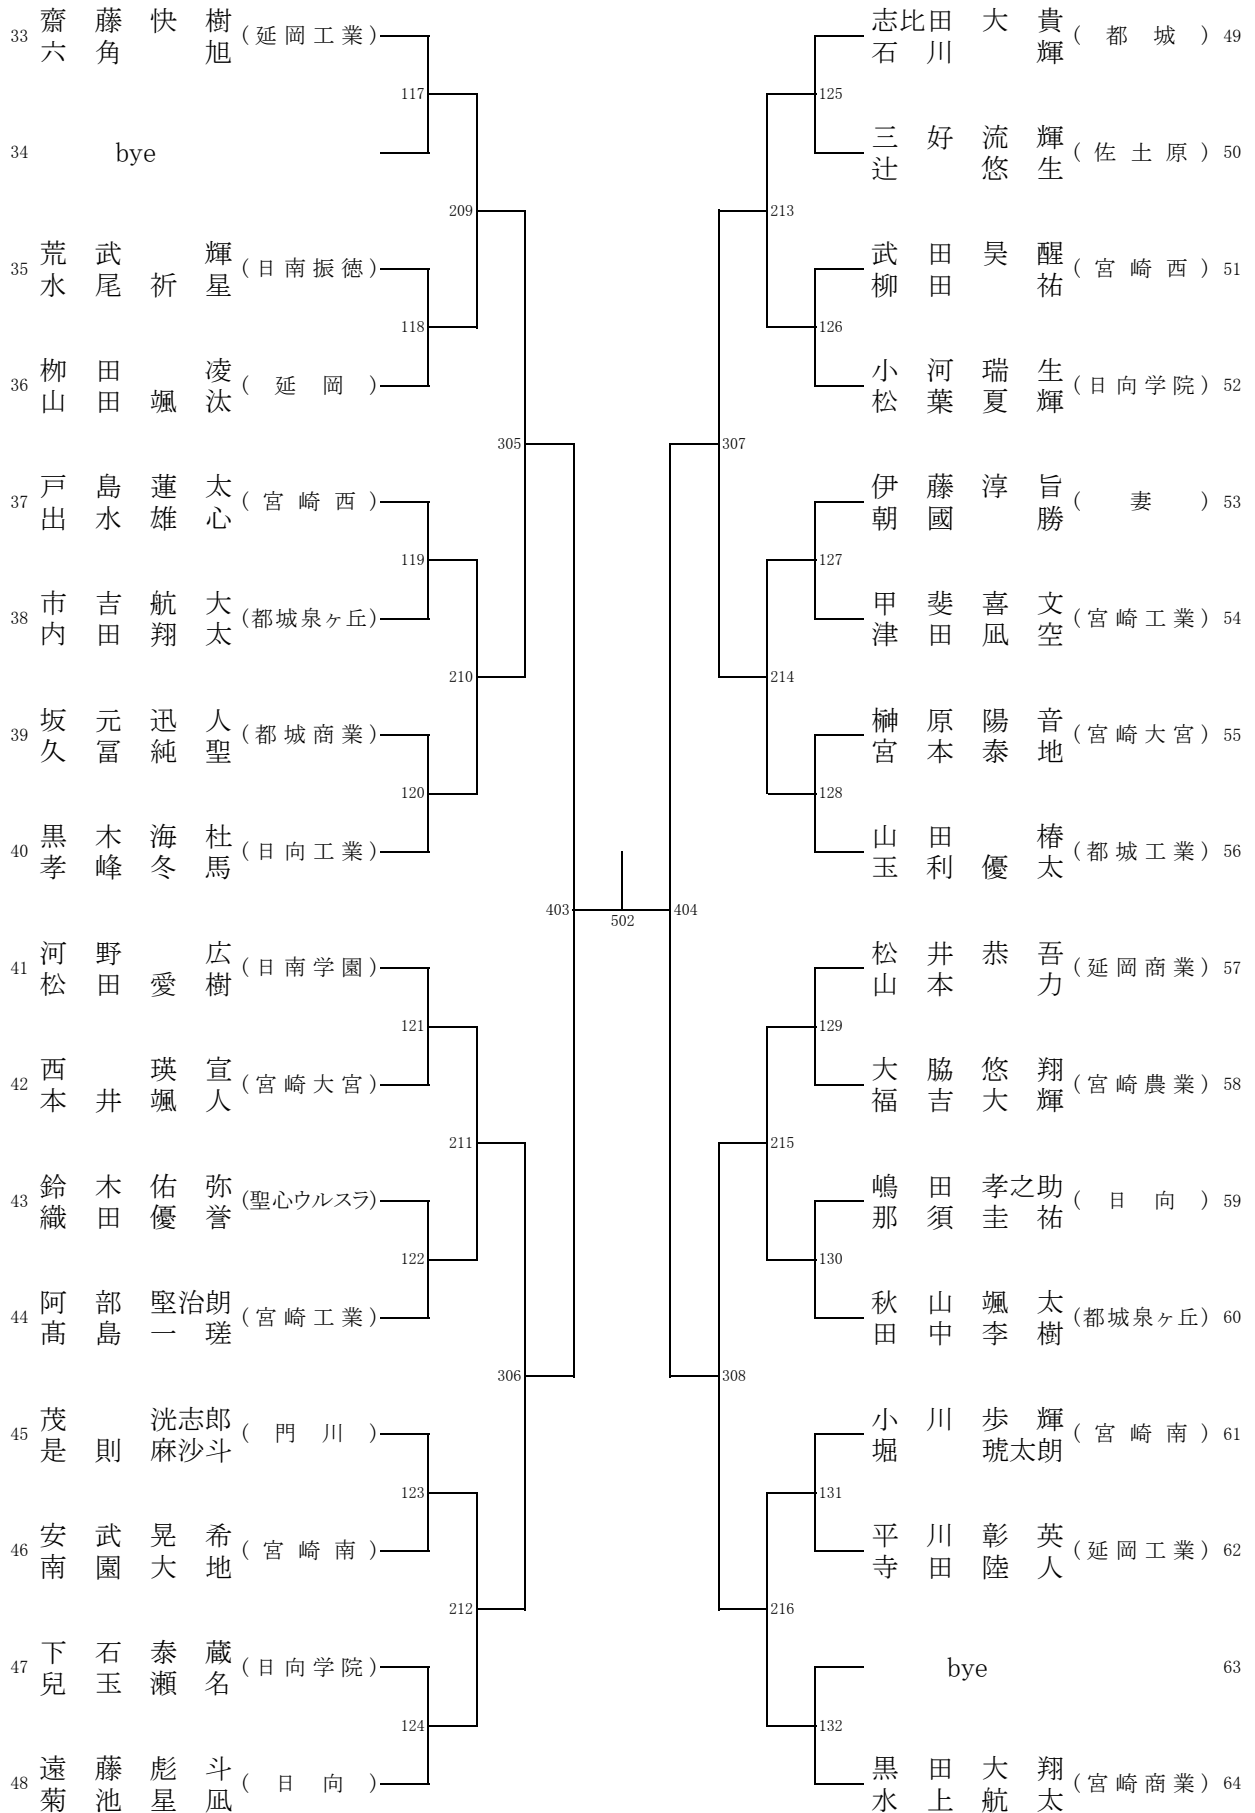 33 齋藤快樹 (延岡工業)
六角旭
117
34 bye
209
35 荒武輝 (日南振徳)
水尾祈星
118
36 栁田凌 (延岡)
山田颯汰
305
37 戸島蓮太 (宮崎西)
出水雄心
119
38 市吉航大 (都城泉ヶ丘)
内田翔太
210
39 坂元迅人 (都城商業)
久冨純聖
120
40 黒木海杜 (日向工業)
孝峰冬馬
403
502
41 河野広 (日南学園)
松田愛樹
121
42 西瑛宣 (宮崎大宮)
本井颯人
211
43 鈴木佑弥 (聖心ウルスラ)
織田優誉
122
44 阿部堅治朗 (宮崎工業)
髙島一瑳
306
45 茂洸志郎 (門川)
是則麻沙斗
123
46 安武晃希 (宮崎南)
南園大地
212
47 下石泰蔵 (日向学院)
兒玉瀬名
124
48 遠藤彪斗 (日向)
菊池星凪
志比田大貴 (都城) 49
石川輝
125
三好流輝 (佐土原) 50
辻悠生
213
武田昊醒 (宮崎西) 51
柳田祐
126
小河瑞生 (日向学院) 52
松葉夏輝
307
伊藤淳旨 (妻) 53
朝國勝
127
甲斐喜文 (宮崎工業) 54
津田凪空
214
榊原陽音 (宮崎大宮) 55
宮本泰地
128
山田椿 (都城工業) 56
玉利優太
404
松井恭吾 (延岡商業) 57
山本力
129
大脇悠翔 (宮崎農業) 58
福吉大輝
215
嶋田孝之助 (日向) 59
那須圭祐
130
秋山颯太 (都城泉ヶ丘) 60
田中李樹
308
小川歩輝 (宮崎南) 61
堀琥太朗
131
平川彰英 (延岡工業) 62
寺田陸人
216
bye 63
132
黒田大翔 (宮崎商業) 64
水上航太